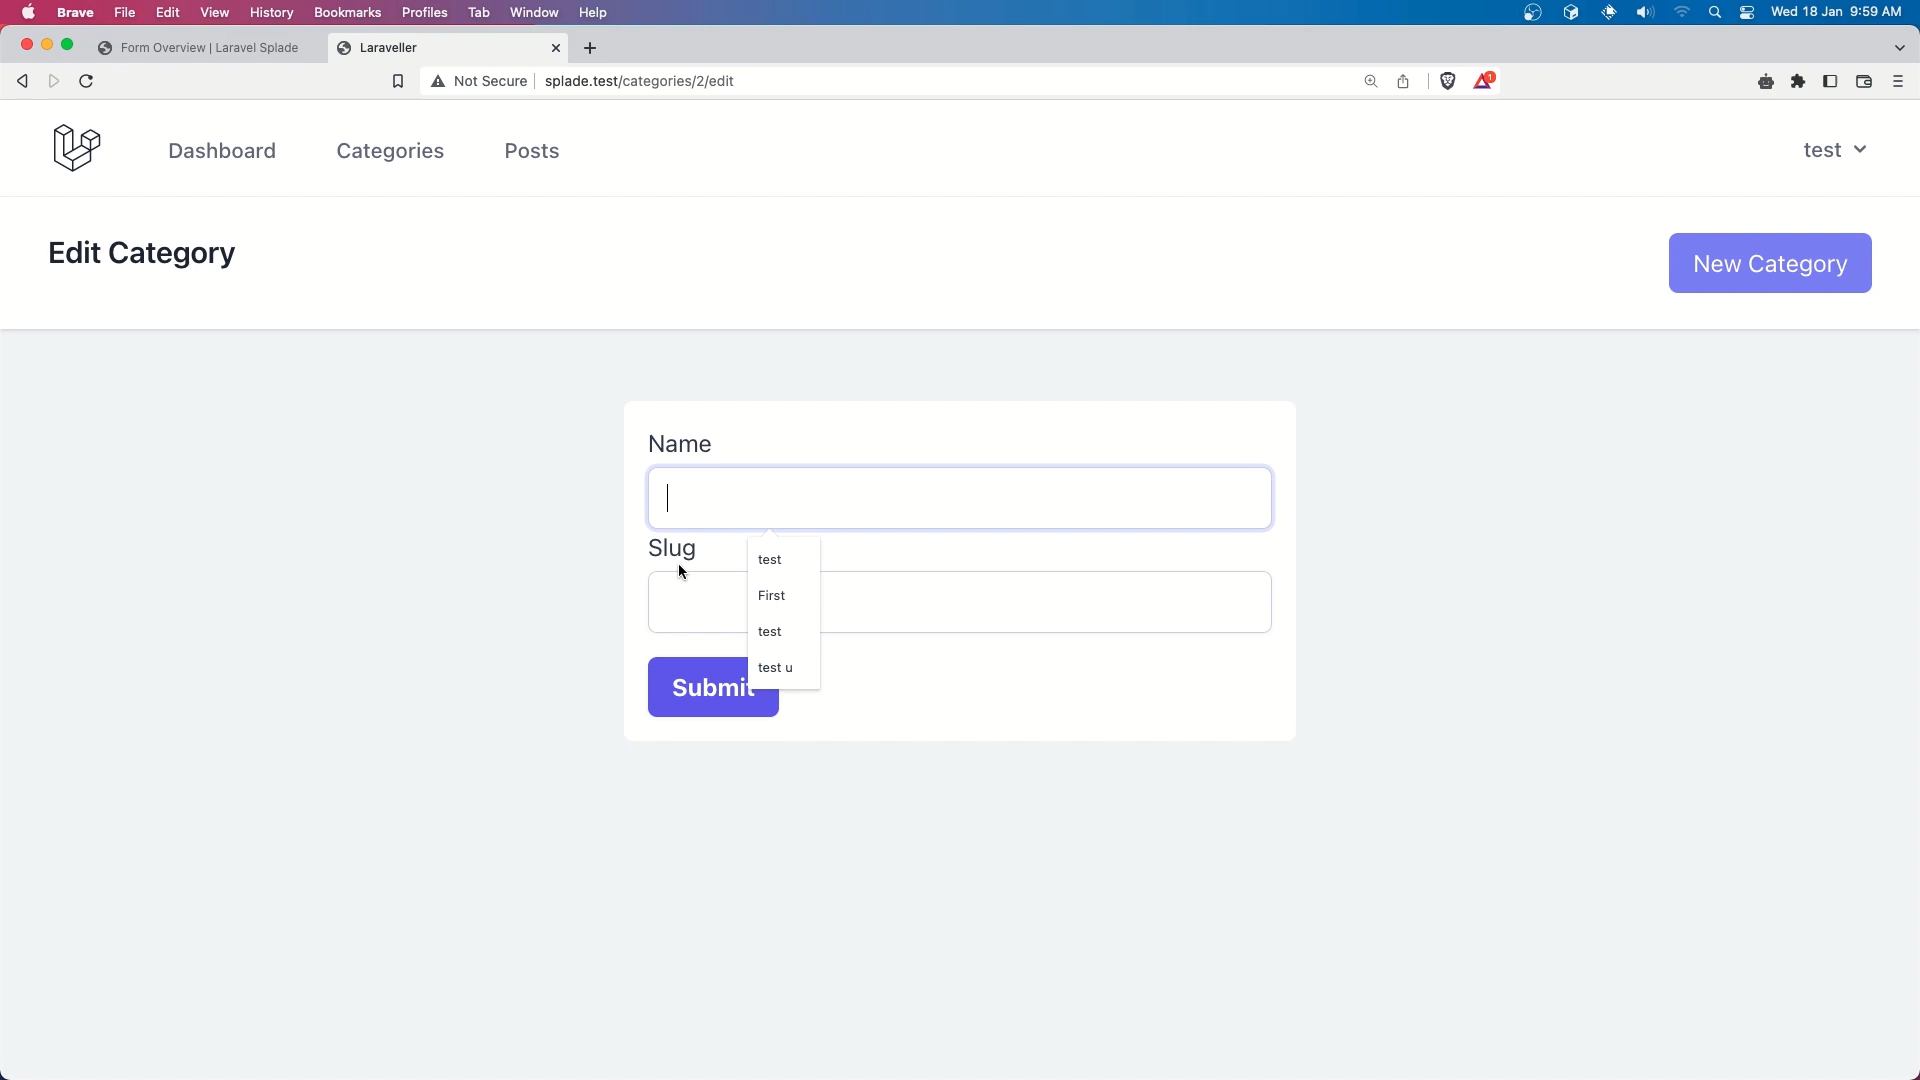 Brave File Edit View History Bookmarks Profiles Tab Window Help Wed 18 Jan 9:59 AM
Form Overview | Laravel Splade Laraveller
Not Secure splade.test/categories/2/edit 1
Dashboard Categories Posts test
Edit Category New Category
Name
Slug
test
First
test
test u
Submit